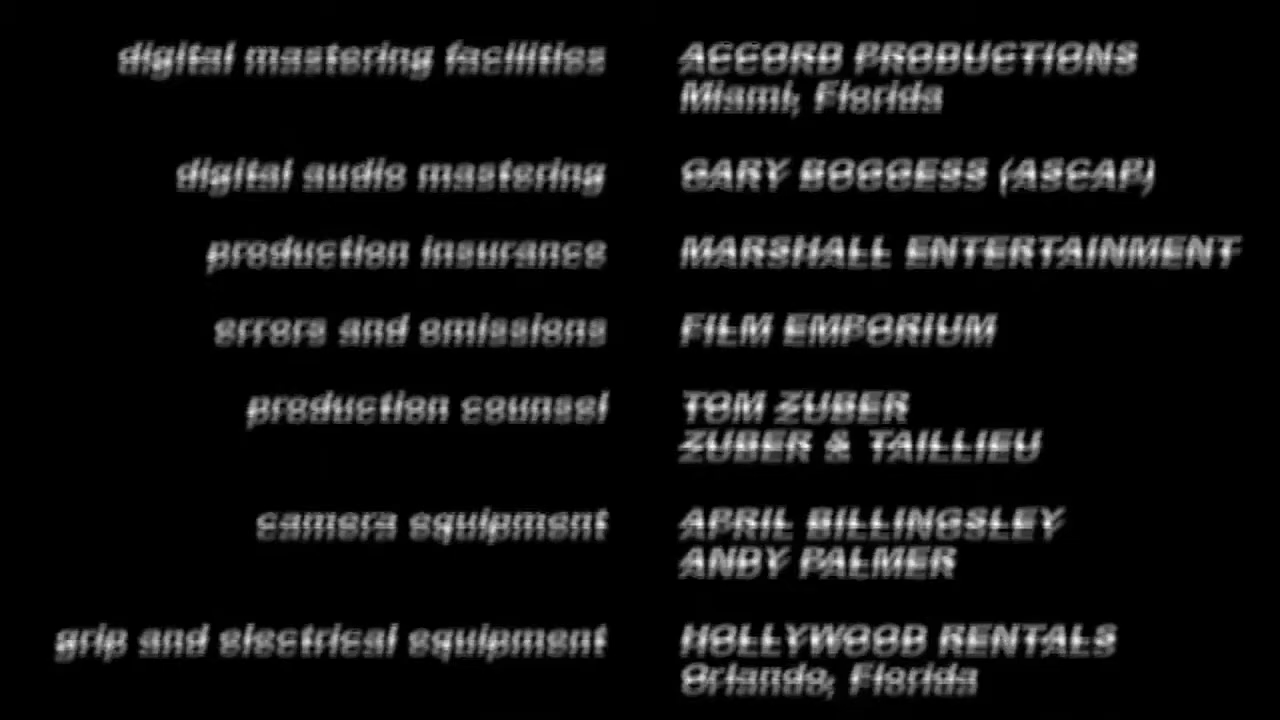 digital mastering facilities ACCORD PRODUCTIONS
Miami, Florida
digital audio mastering GARY BOGGESS (ASCAP)
production insurance MARSHALL ENTERTAINMENT
errors and omissions FILM EMPORIUM
production counsel TOM ZUBER
ZUBER & TAILLIEU
camera equipment APRIL BILLINGSLEY
ANDY PALMER
grip and electrical equipment HOLLYWOOD RENTALS
Orlando, Florida